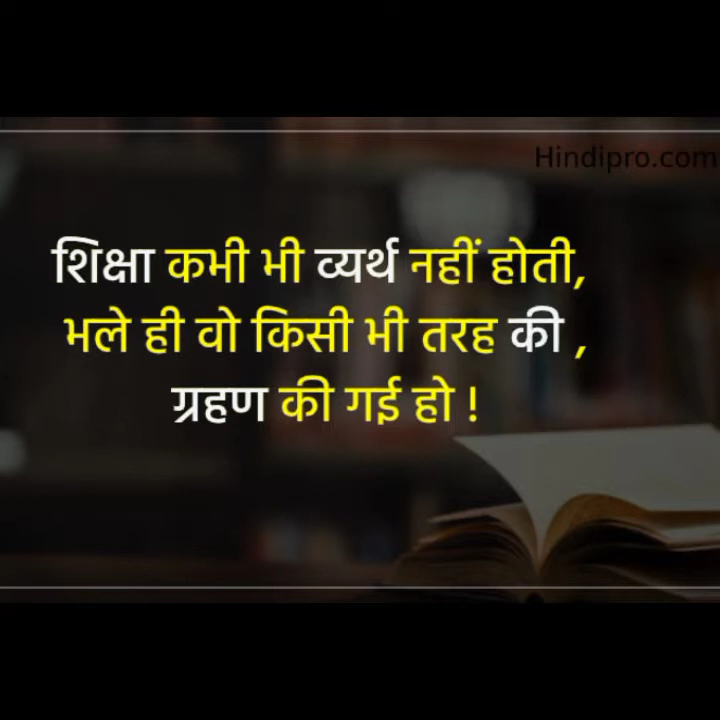 Hindipro.com
शिक्षा कभी भी व्यर्थ नहीं होती,
भले ही वो किसी भी तरह की ,
ग्रहण की गई हो !